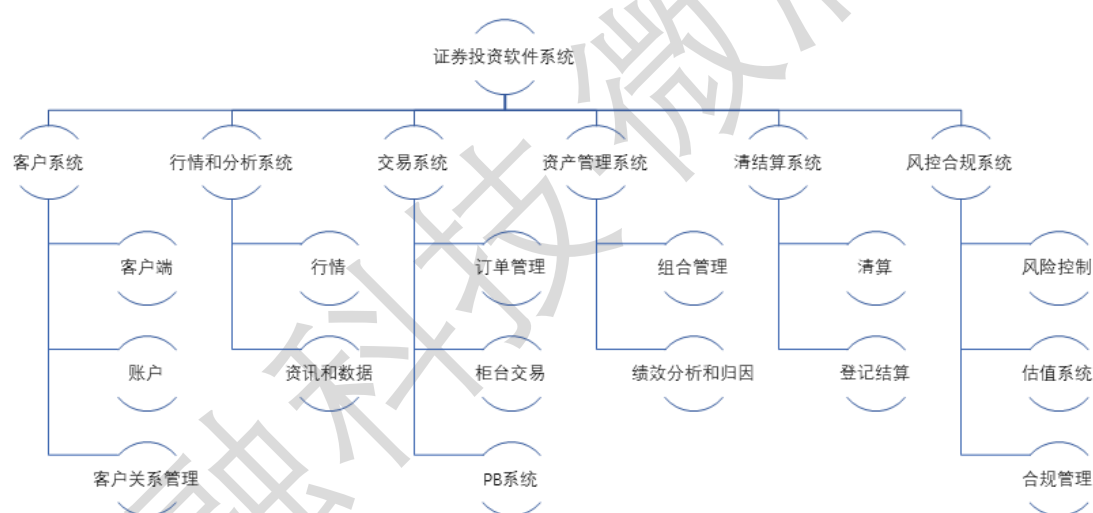 证券投资软件系统
客户系统
行情和分析系统
交易系统
资产管理系统
清结算系统
风控合规系统
客户端
行情
订单管理
组合管理
清算
风险控制
账户
资讯和数据
柜台交易
绩效分析和归因
登记结算
估值系统
客户关系管理
PB系统
合规管理
融科技·微